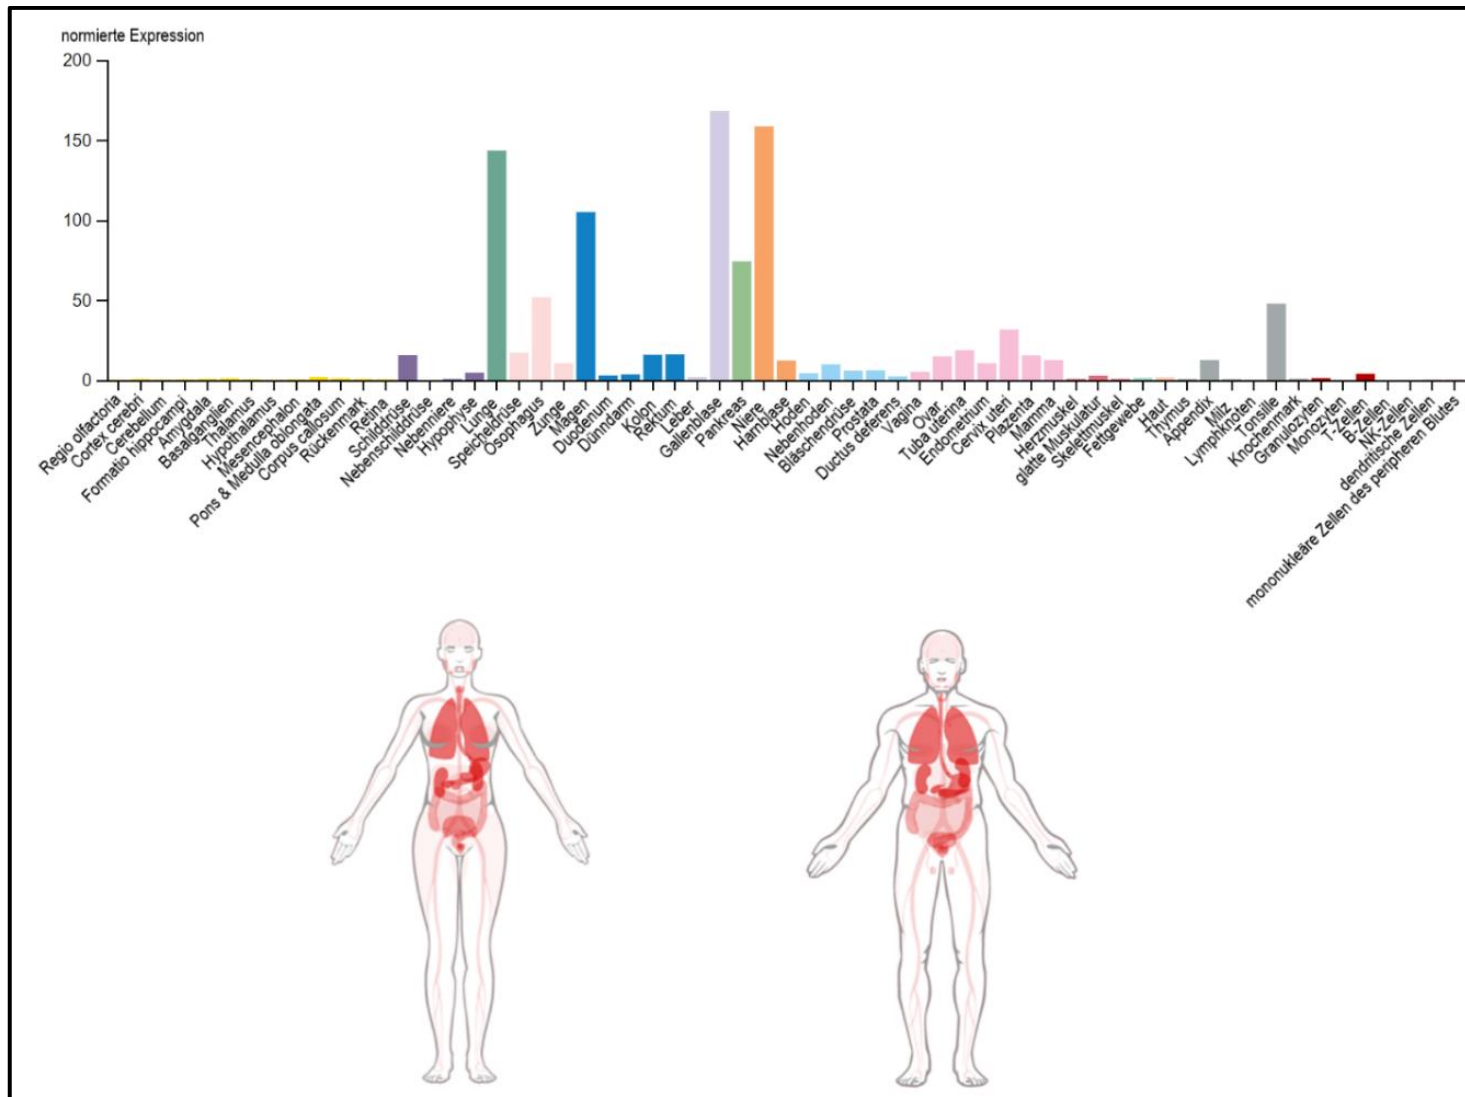 normierte Expression
200
150
100
50
0
Regio olfactoria
Cortex cerebri
Cerebellum
Formatio hippocampi
Amygdala
Basalganglien
Thalamus
Hypothalamus
Mesencephalon
Pons & Medulla oblongata
Corpus callosum
Rückenmark
Retina
Schilddrüse
Nebenschilddrüse
Nebenniere
Hypophyse
Lunge
Speicheldrüse
Ösophagus
Zunge
Magen
Duodenum
Dünndarm
Kolon
Rektum
Leber
Gallenblase
Pankreas
Niere
Harnblase
Hoden
Nebenhoden
Bläschendrüse
Prostata
Ductus deferens
Vagina
Ovar
Tuba uterina
Endometrium
Cervix uteri
Plazenta
Mamma
Herzmuskel
glatte Muskulatur
Skelettmuskel
Fettgewebe
Haut
Thymus
Appendix
Milz
Lymphknoten
Tonsille
Knochenmark
Granulozyten
Monozyten
T-Zellen
B-Zellen
NK-Zellen
dendritische Zellen
mononukleäre Zellen des peripheren Blutes